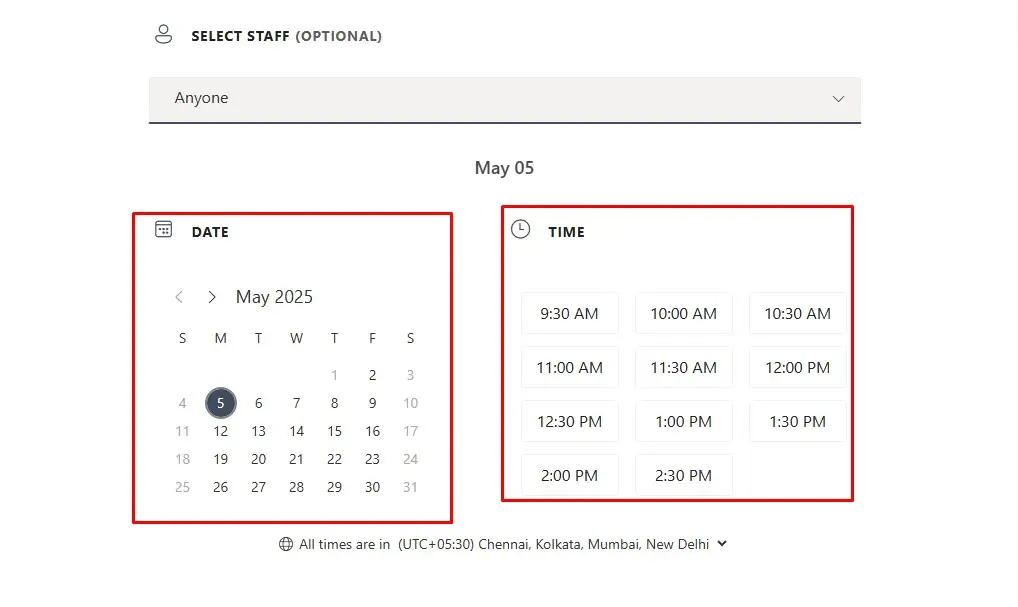 SELECT STAFF (OPTIONAL)
Anyone
May 05
DATE
May 2025
S M T W T F S
1 2 3
4 5 6 7 8 9 10
11 12 13 14 15 16 17
18 19 20 21 22 23 24
25 26 27 28 29 30 31
TIME
9:30 AM 10:00 AM 10:30 AM
11:00 AM 11:30 AM 12:00 PM
12:30 PM 1:00 PM 1:30 PM
2:00 PM 2:30 PM
All times are in (UTC+05:30) Chennai, Kolkata, Mumbai, New Delhi